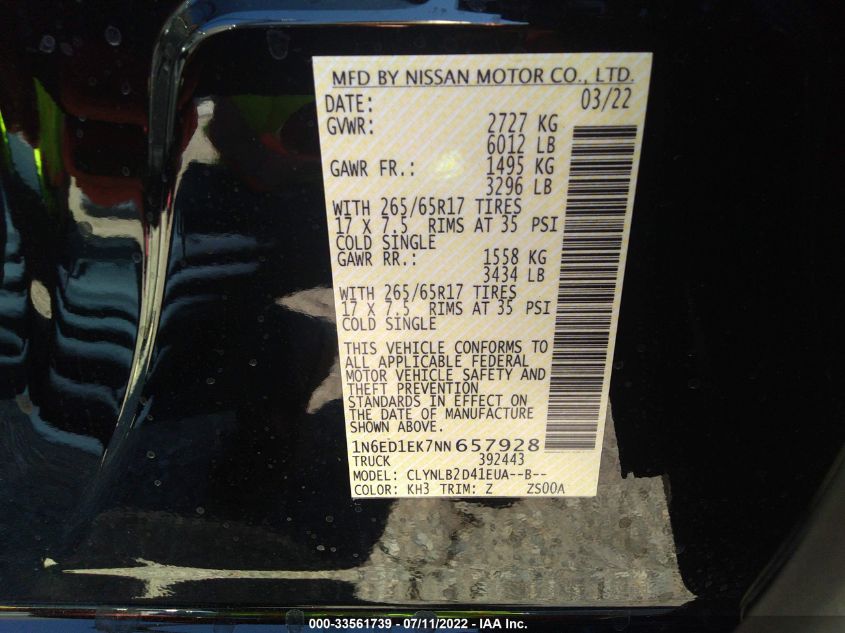 MFD BY NISSAN MOTOR CO., LTD.
DATE: 03/22
GVWR: 2727 KG
6012 LB
GAWR FR.: 1495 KG
3296 LB
WITH 265/65R17 TIRES
17 X 7.5 RIMS AT 35 PSI
COLD SINGLE
GAWR RR.: 1558 KG
3434 LB
WITH 265/65R17 TIRES
17 X 7.5 RIMS AT 35 PSI
COLD SINGLE
THIS VEHICLE CONFORMS TO
ALL APPLICABLE FEDERAL
MOTOR VEHICLE SAFETY AND
THEFT PREVENTION
STANDARDS IN EFFECT ON
THE DATE OF MANUFACTURE
SHOWN ABOVE.
1N6ED1EK7NN657928
TRUCK 392443
MODEL: CLYNLB2D41EUA--B--
COLOR: KH3 TRIM: Z ZS00A
000-33561739 - 07/11/2022 - IAA Inc.